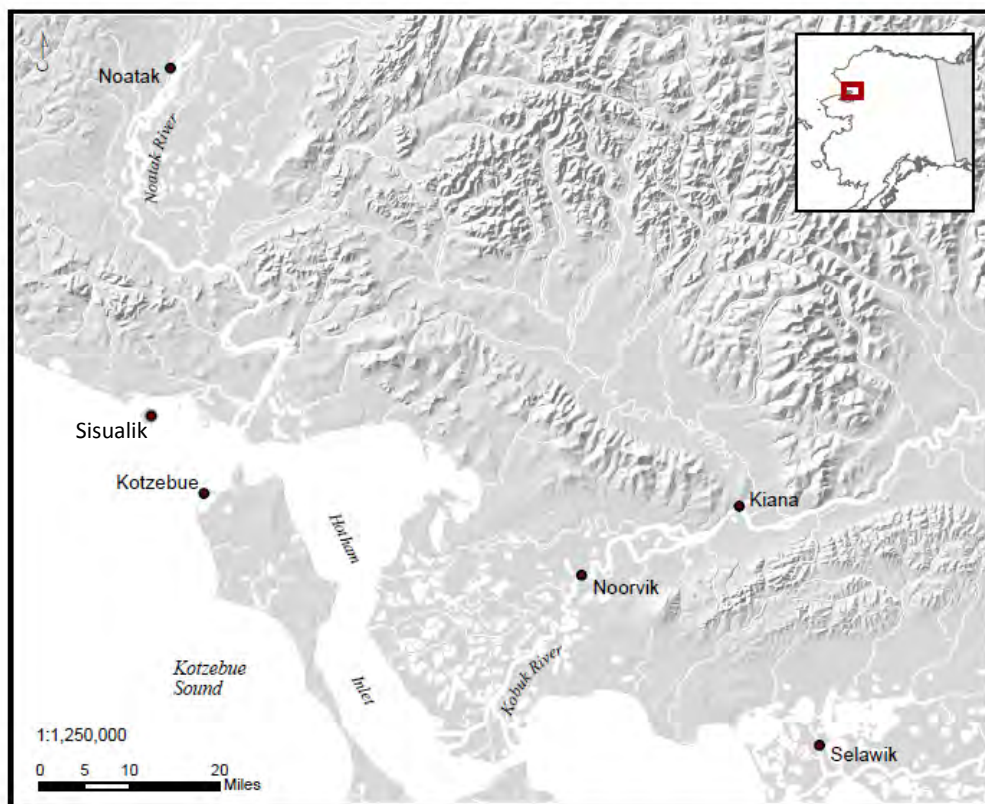 Noatak
Noatak River
Sisualik
Kotzebue
Kiana
Hotham
Noorvik
Kotzebue
Sound
Inlet
Kobuk River
1:1,250,000
Selawik
0 5 10 20
Miles